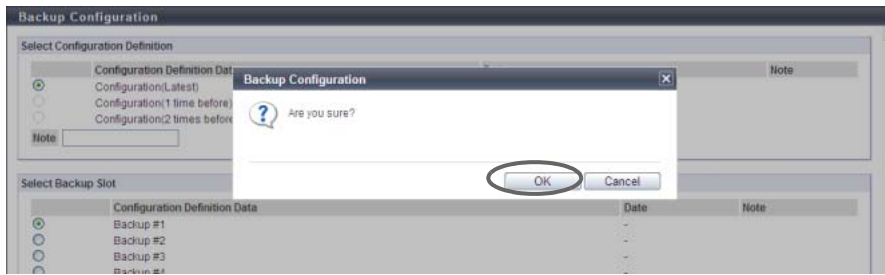 Backup Configuration
Select Configuration Definition
Configuration Definition Dat
Note
Configuration(Latest)
Configuration(1 time before)
Configuration(2 times before
Note
Backup Configuration
Are you sure?
OK Cancel
Select Backup Slot
Configuration Definition Data Date Note
Backup #1 -
Backup #2 -
Backup #3 -
Backup #4 -